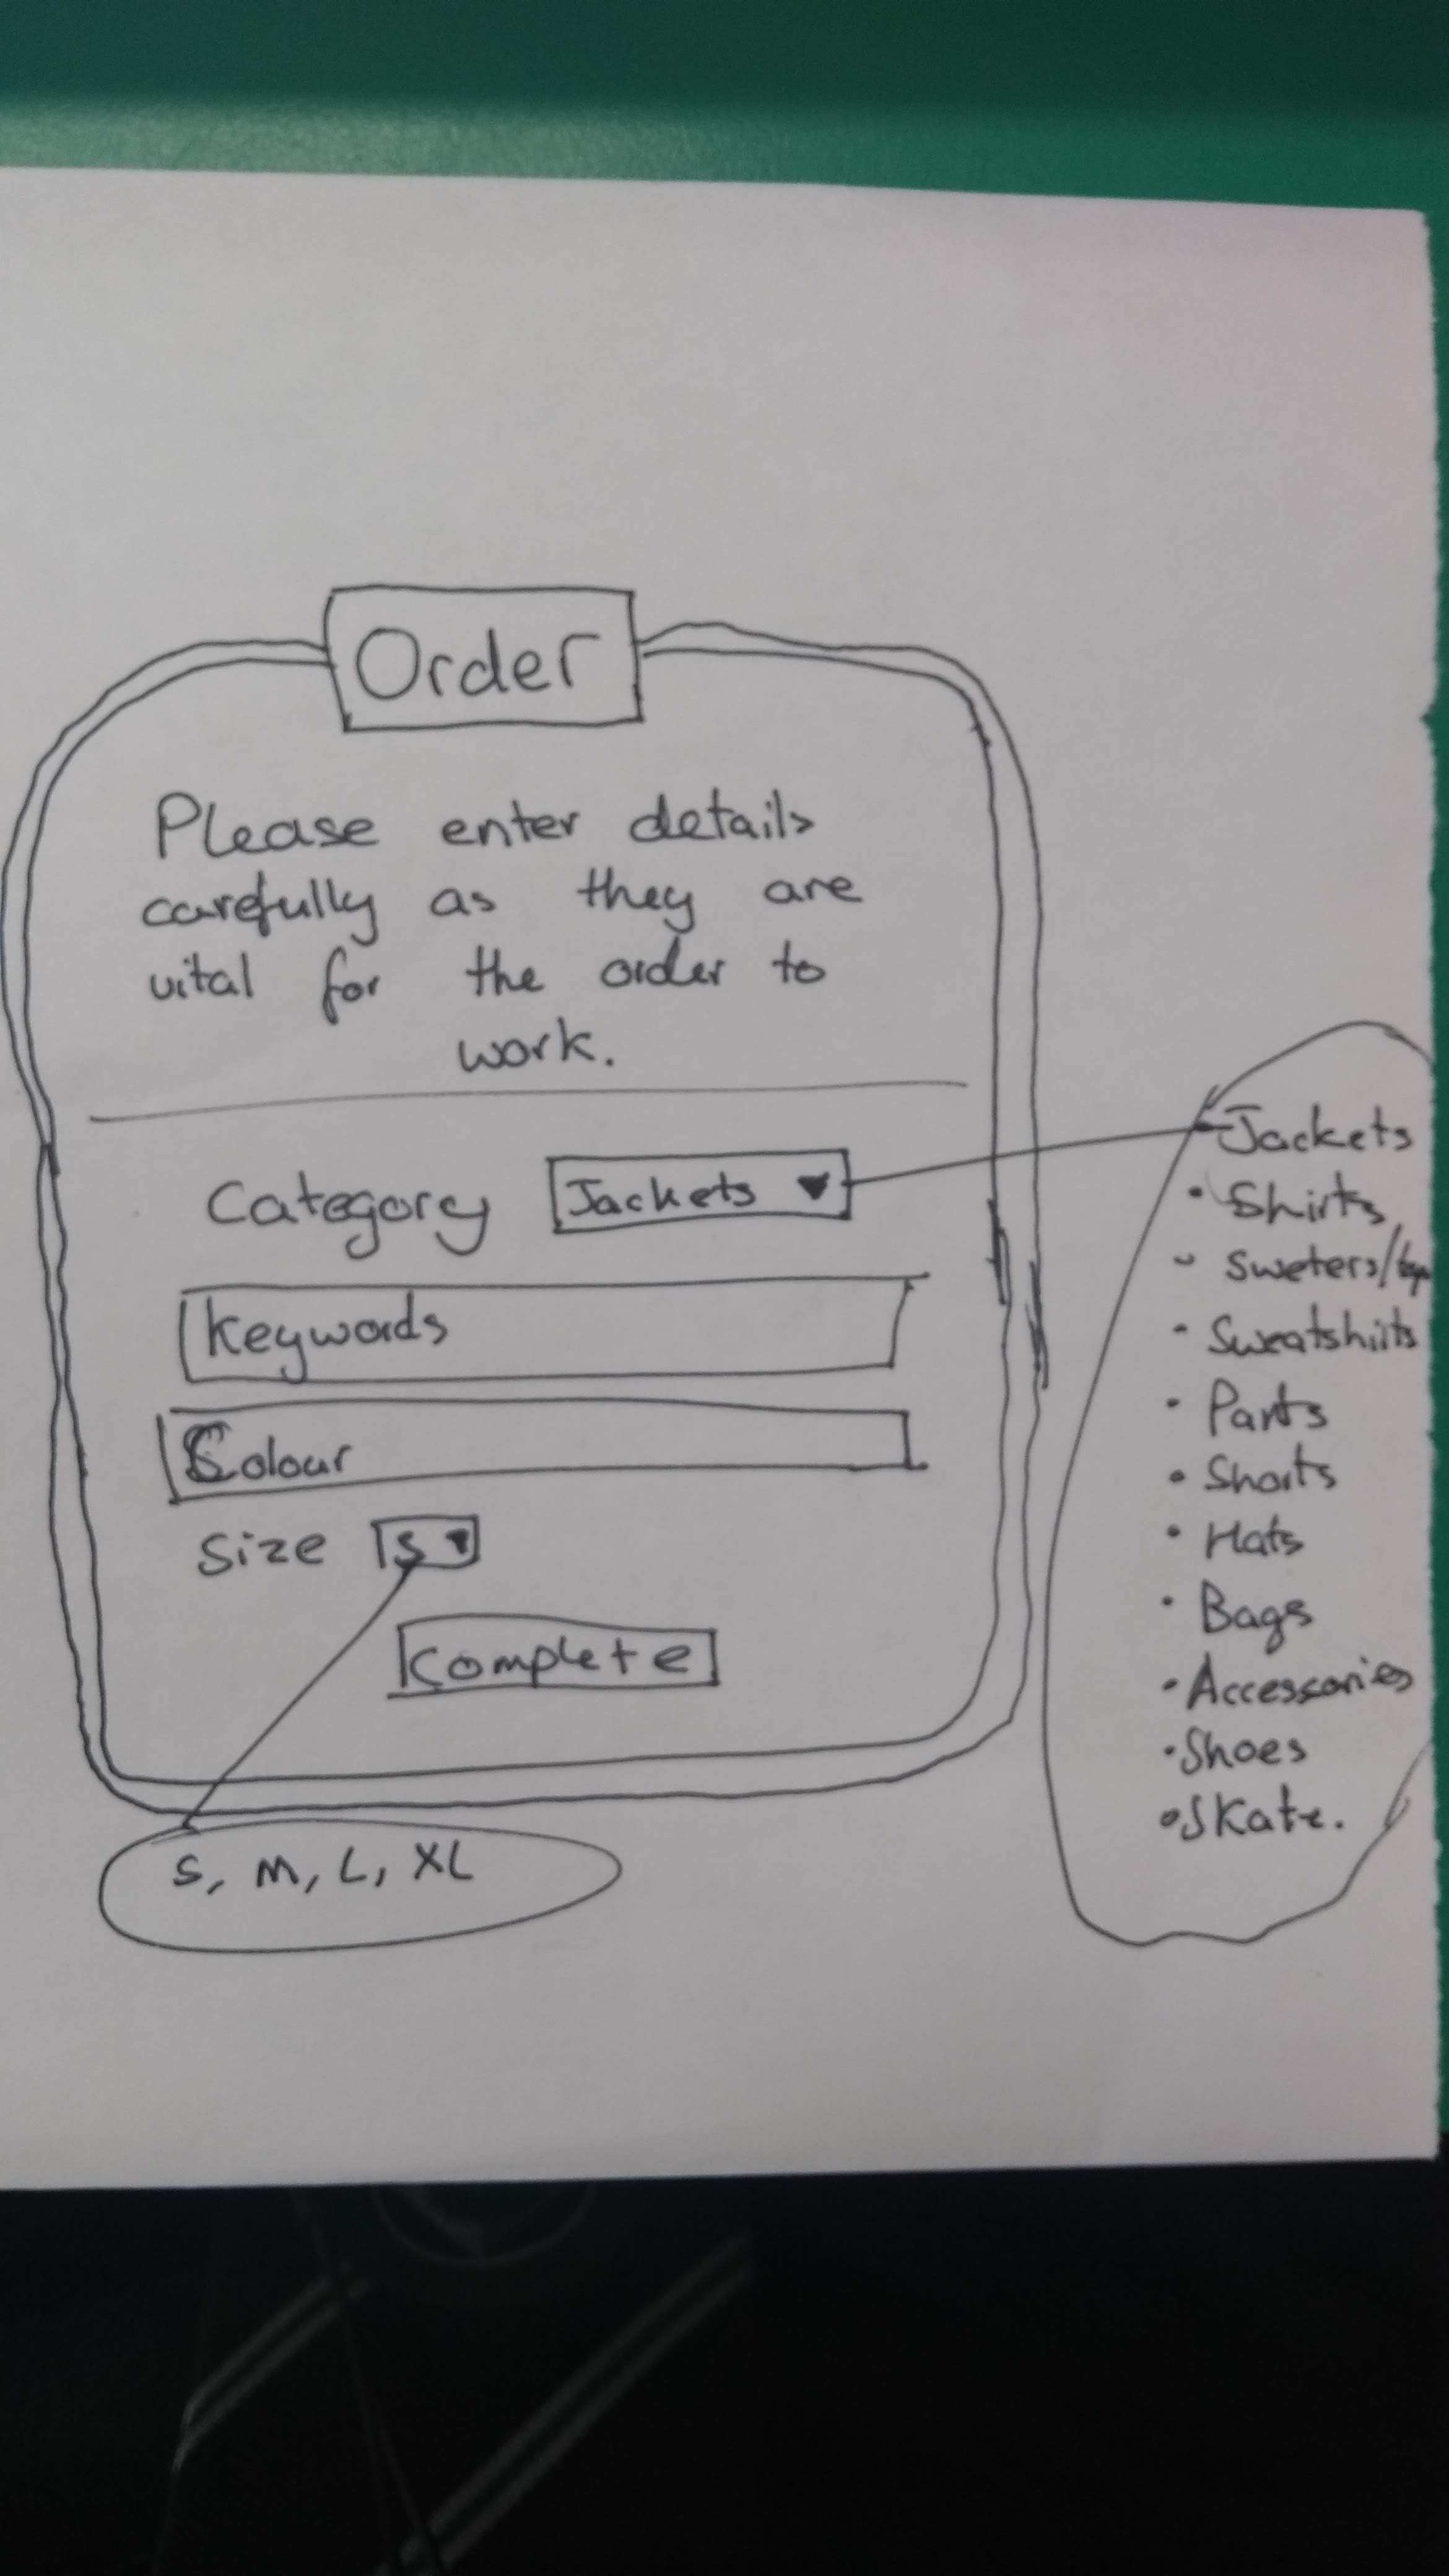 Order
Please enter details
carefully as they are
vital for the order to
work.
Category Jackets
Keywords
Colour
Size S
Complete
S, M, L, XL
Jackets
Shirts
Sweters/
Sweatshirts
Pants
Shorts
Hats
Bags
Accessories
Shoes
Skate.